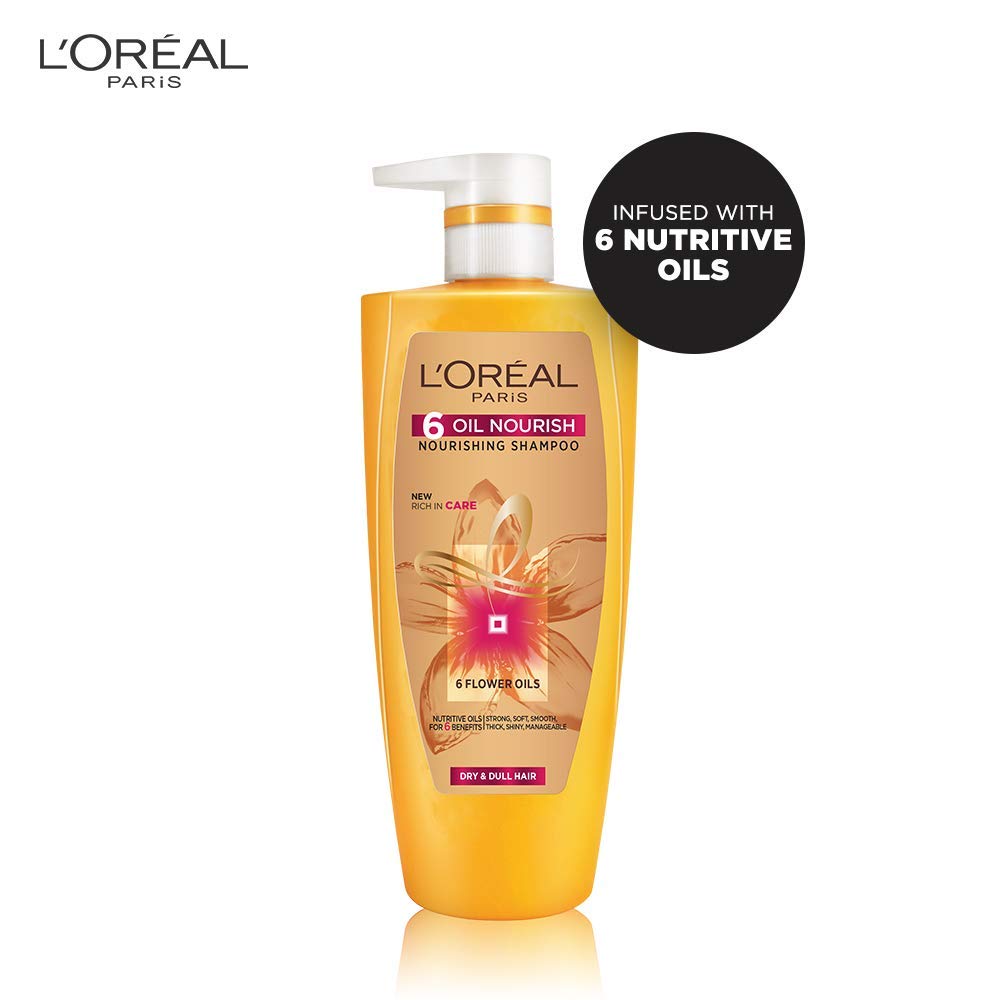 L'ORÉAL
PARiS
INFUSED WITH
6 NUTRITIVE
OILS
L'ORÉAL
PARiS
6 OIL NOURISH
NOURISHING SHAMPOO
NEW
RICH IN CARE
6 FLOWER OILS
NUTRITIVE OILS STRONG, SOFT, SMOOTH,
FOR 6 BENEFITS THICK, SHINY, MANAGEABLE
DRY & DULL HAIR